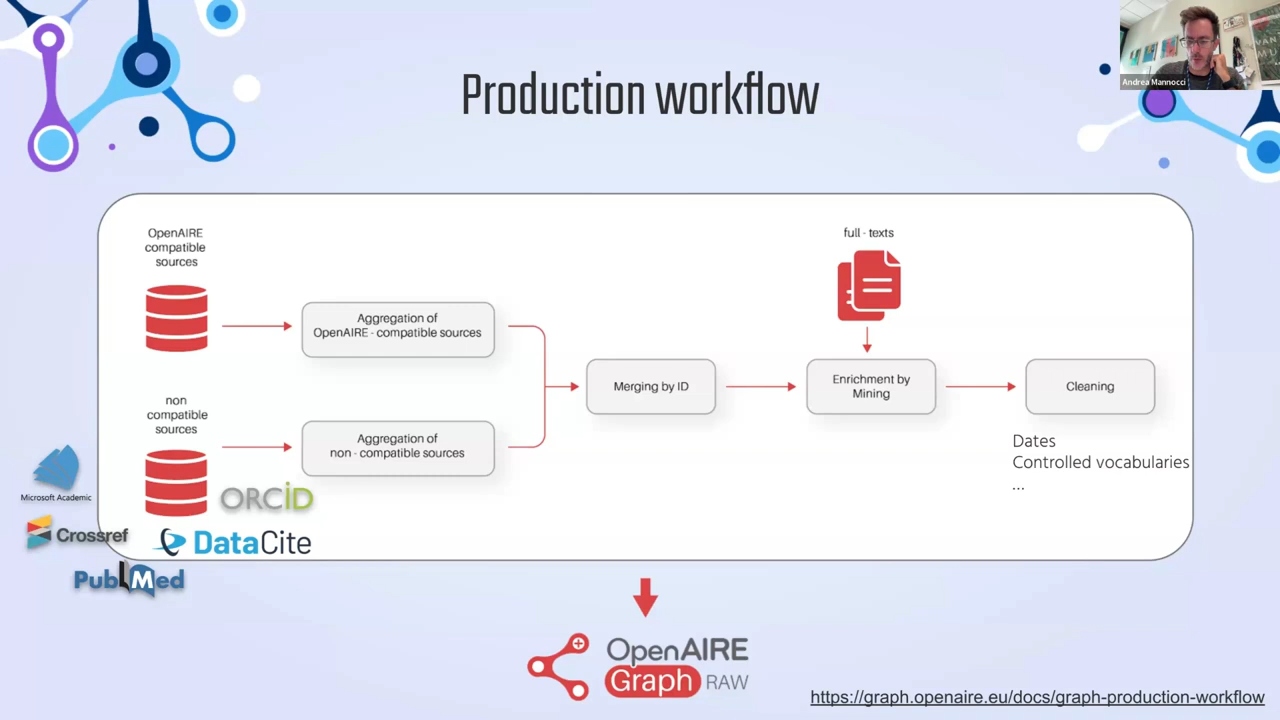 Production workflow
Andrea Mannocci
OpenAIRE
compatible
sources
full - texts
Aggregation of
OpenAIRE - compatible sources
Merging by ID
Enrichment by
Mining
Cleaning
non
compatible
sources
Aggregation of
non - compatible sources
Dates
Controlled vocabularies
...
Microsoft Academic
ORCID
Crossref
DataCite
PubMed
OpenAIRE
Graph RAW
https://graph.openaire.eu/docs/graph-production-workflow